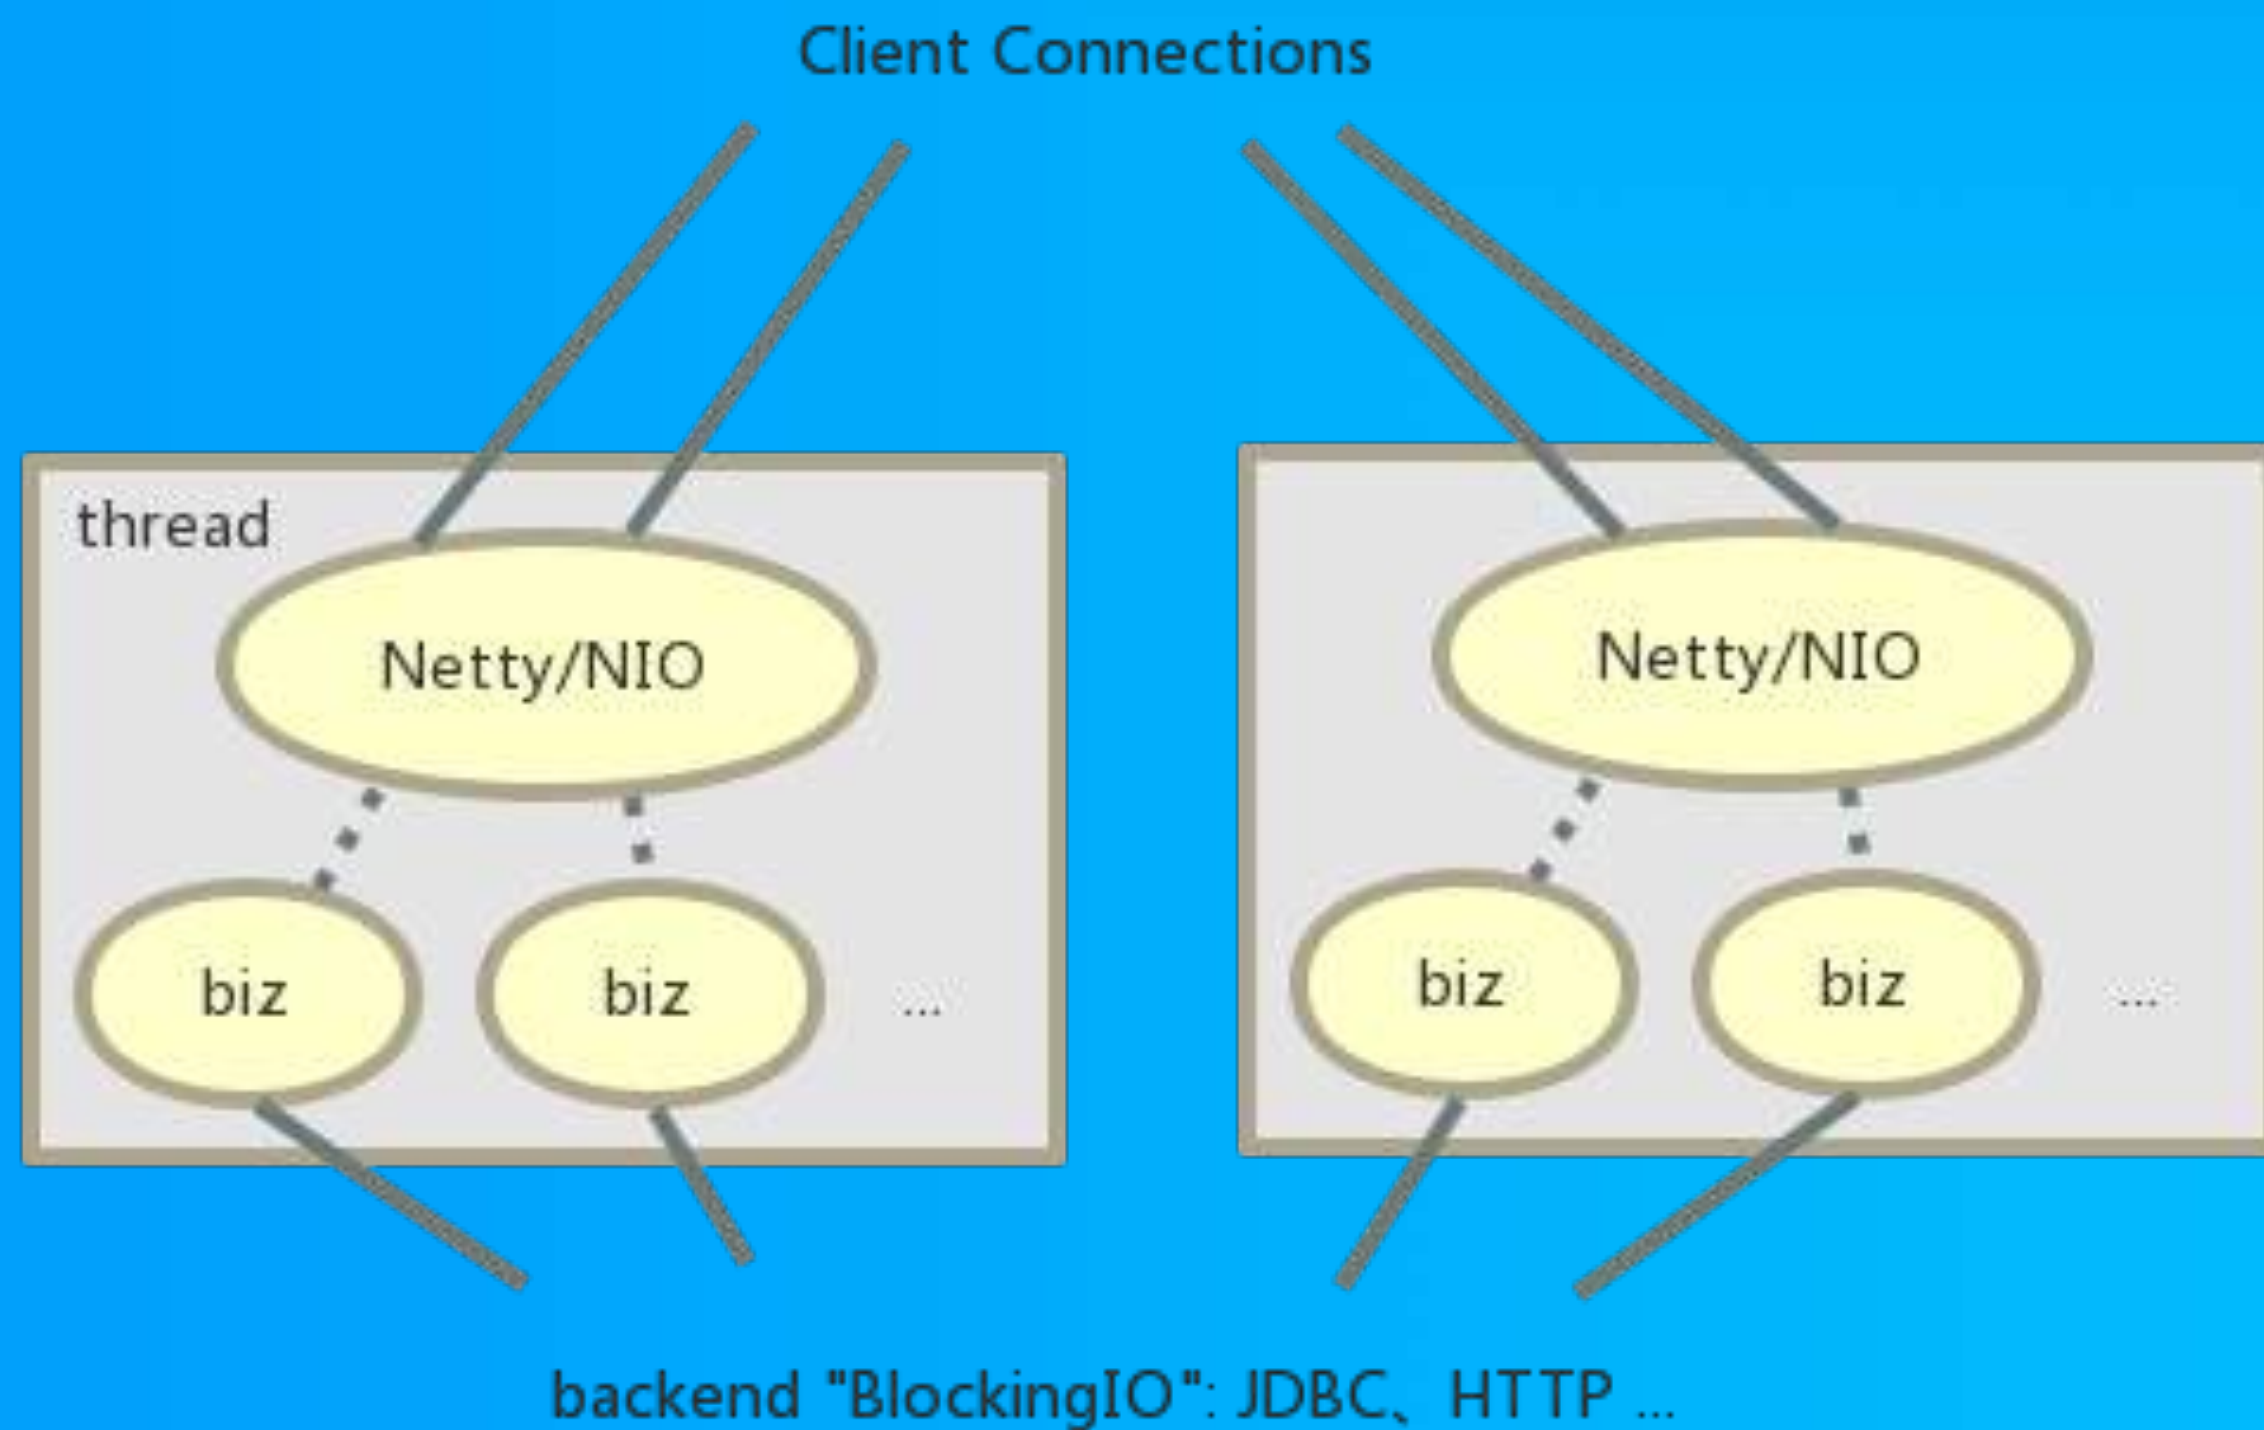 Client Connections
thread
Netty/NIO
Netty/NIO
biz
biz
...
biz
biz
...
backend "BlockingIO": JDBC、HTTP ...